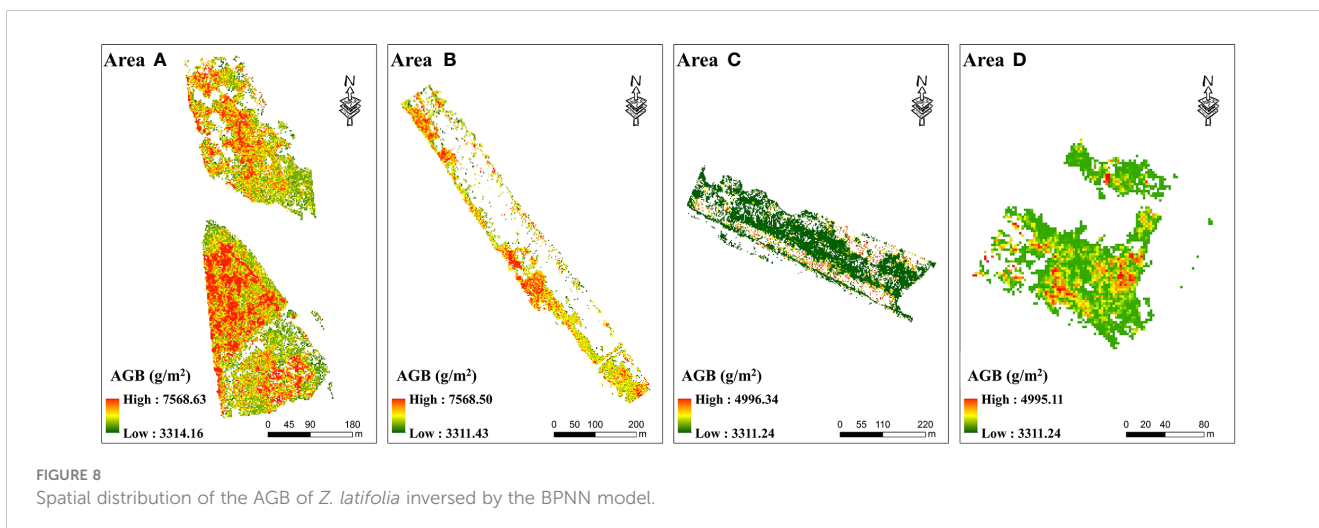 Area A
N
AGB (g/m²)
High : 7568.63
Low : 3314.16
0 45 90 180
m
Area B
N
AGB (g/m²)
High : 7568.50
Low : 3311.43
0 50 100 200
m
Area C
N
AGB (g/m²)
High : 4996.34
Low : 3311.24
0 55 110 220
m
Area D
N
AGB (g/m²)
High : 4995.11
Low : 3311.24
0 20 40 80
m
FIGURE 8
Spatial distribution of the AGB of Z. latifolia inversed by the BPNN model.